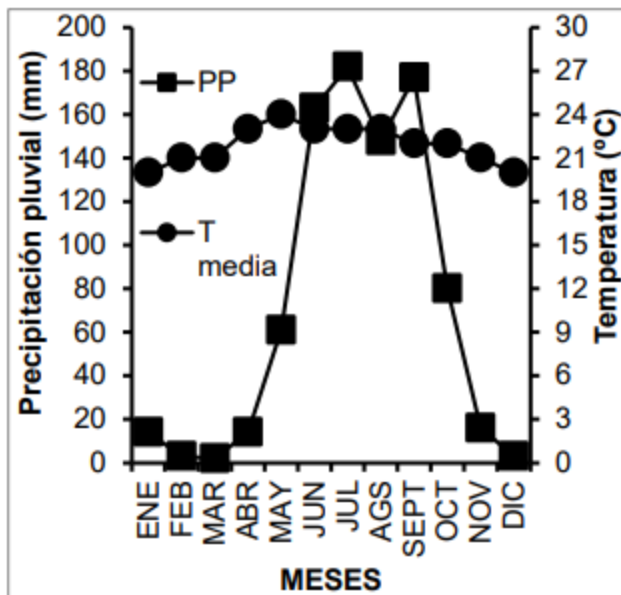 PP
T
media
Precipitación pluvial (mm)
200
180
160
140
120
100
80
60
40
20
0
Temperatura (ºC)
30
27
24
21
18
15
12
9
6
3
0
ENE
FEB
MAR
ABR
MAY
JUN
JUL
AGS
SEPT
OCT
NOV
DIC
MESES